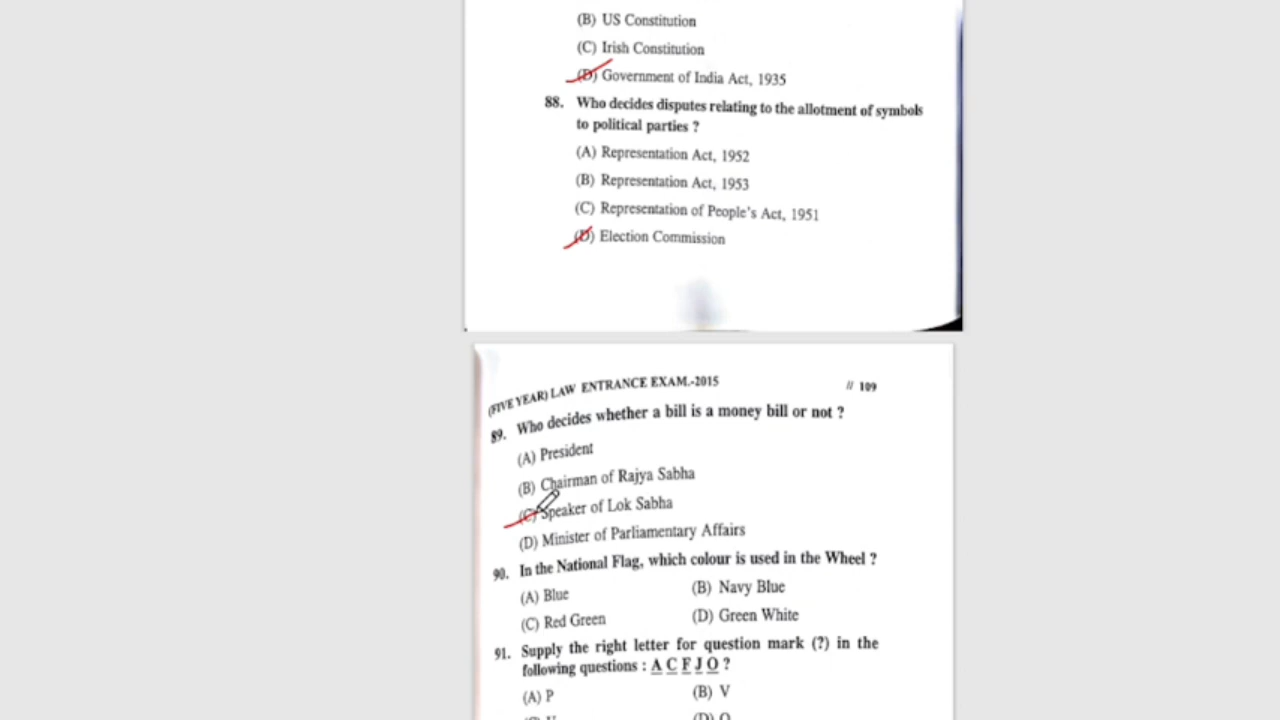 (B) US Constitution
(C) Irish Constitution
(D) Government of India Act, 1935
88. Who decides disputes relating to the allotment of symbols
to political parties ?
(A) Representation Act, 1952
(B) Representation Act, 1953
(C) Representation of People's Act, 1951
(D) Election Commission
(FIVE YEAR) LAW ENTRANCE EXAM.-2015 // 109
89. Who decides whether a bill is a money bill or not ?
(A) President
(B) Chairman of Rajya Sabha
(C) Speaker of Lok Sabha
(D) Minister of Parliamentary Affairs
90. In the National Flag, which colour is used in the Wheel ?
(A) Blue (B) Navy Blue
(C) Red Green (D) Green White
91. Supply the right letter for question mark (?) in the
following questions : A C F J O ?
(A) P (B) V